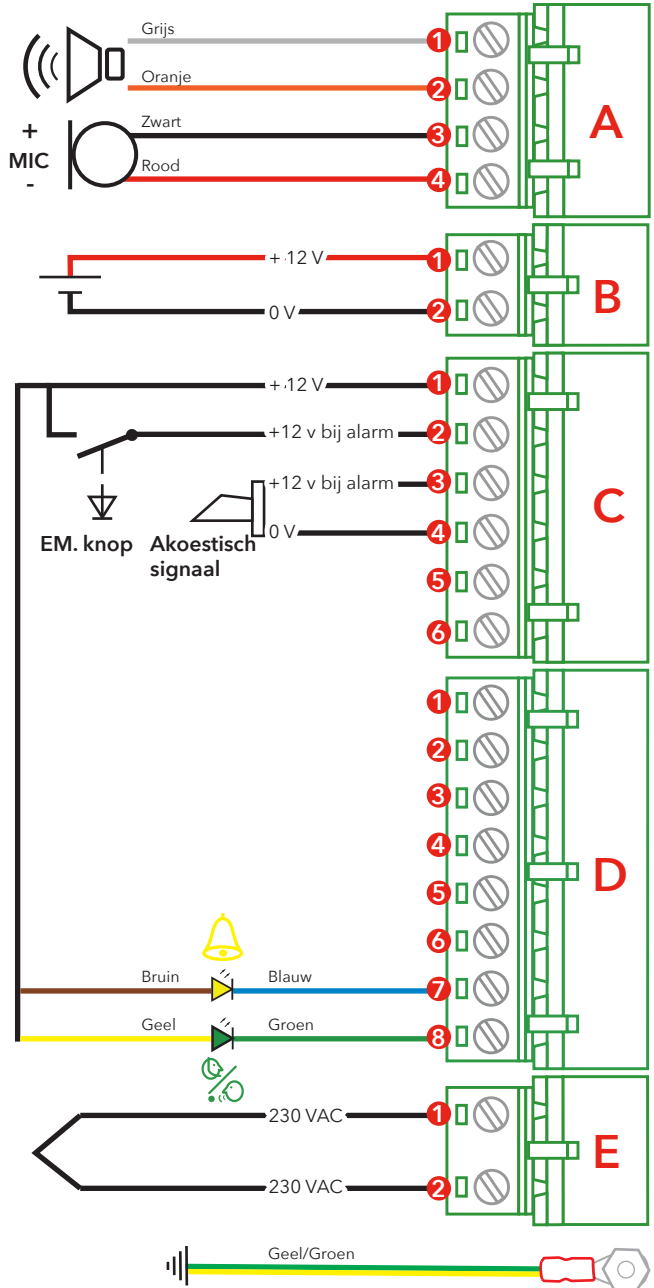 Grijs
1
Oranje
2
A
+
MIC
-
Zwart
3
Rood
4
+ 12 V
1
0 V
2
B
+ 12 V
1
+12 v bij alarm
2
+12 v bij alarm
3
0 V
4
EM. knop
Akoestisch
signaal
5
6
C
1
2
3
4
5
6
D
Bruin
Blauw
7
Geel
Groen
8
230 VAC
1
230 VAC
2
E
Geel/Groen